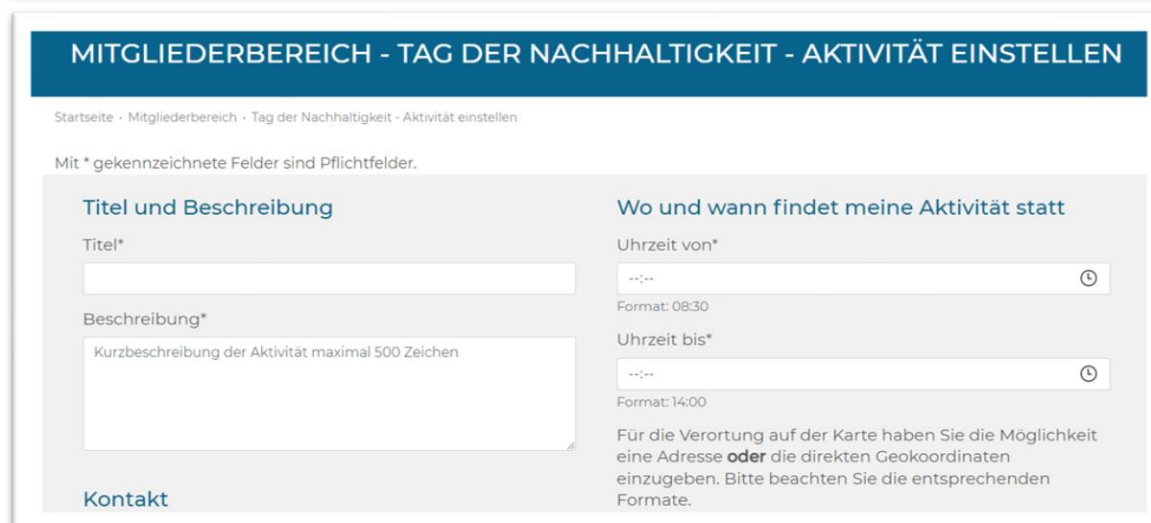 MITGLIEDERBEREICH - TAG DER NACHHALTIGKEIT - AKTIVITÄT EINSTELLEN
Startseite • Mitgliederbereich • Tag der Nachhaltigkeit - Aktivität einstellen
Mit * gekennzeichnete Felder sind Pflichtfelder.
Titel und Beschreibung
Titel*
Beschreibung*
Kurzbeschreibung der Aktivität maximal 500 Zeichen
Kontakt
Wo und wann findet meine Aktivität statt
Uhrzeit von*
--:--
Format: 08:30
Uhrzeit bis*
--:--
Format: 14:00
Für die Verortung auf der Karte haben Sie die Möglichkeit
eine Adresse oder die direkten Geokoordinaten
einzugeben. Bitte beachten Sie die entsprechenden
Formate.